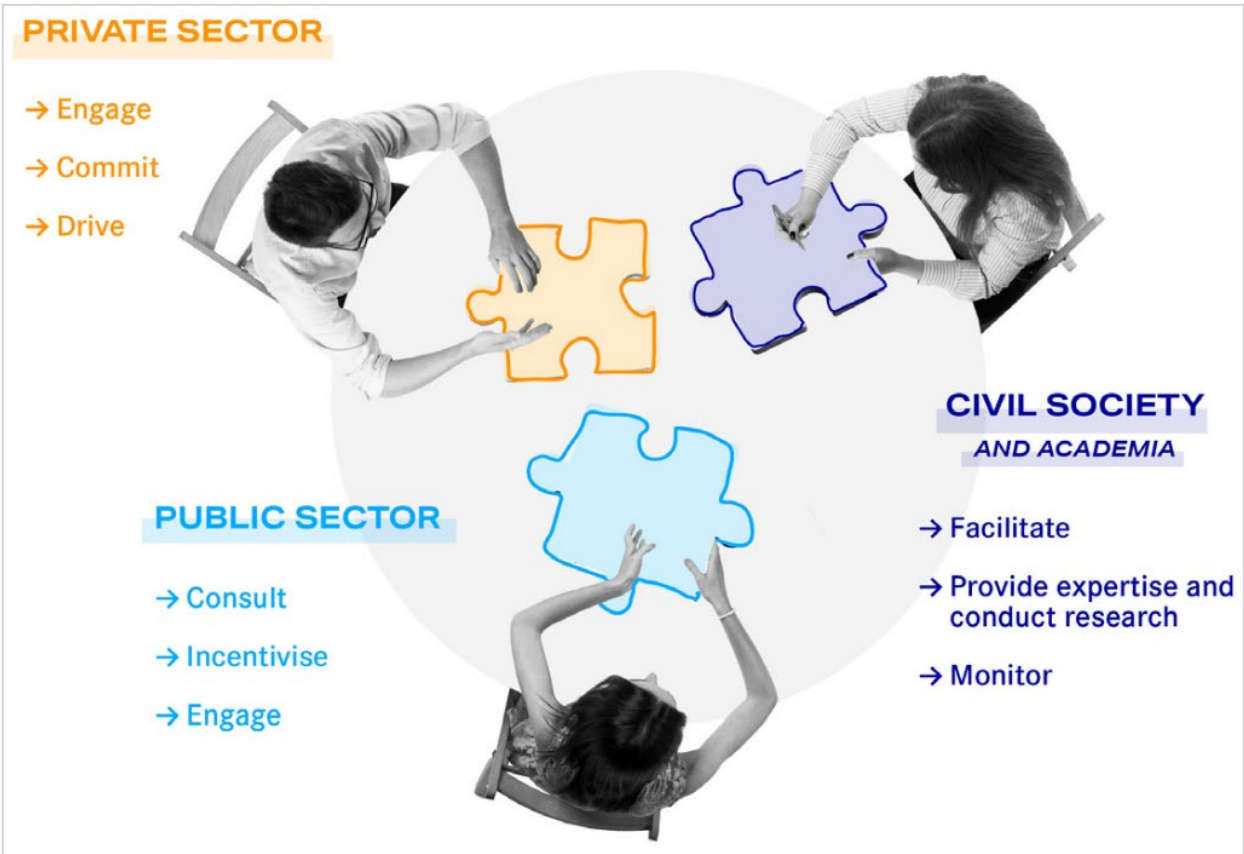 PRIVATE SECTOR
→ Engage
→ Commit
→ Drive
CIVIL SOCIETY
AND ACADEMIA
→ Facilitate
→ Provide expertise and
conduct research
→ Monitor
PUBLIC SECTOR
→ Consult
→ Incentivise
→ Engage